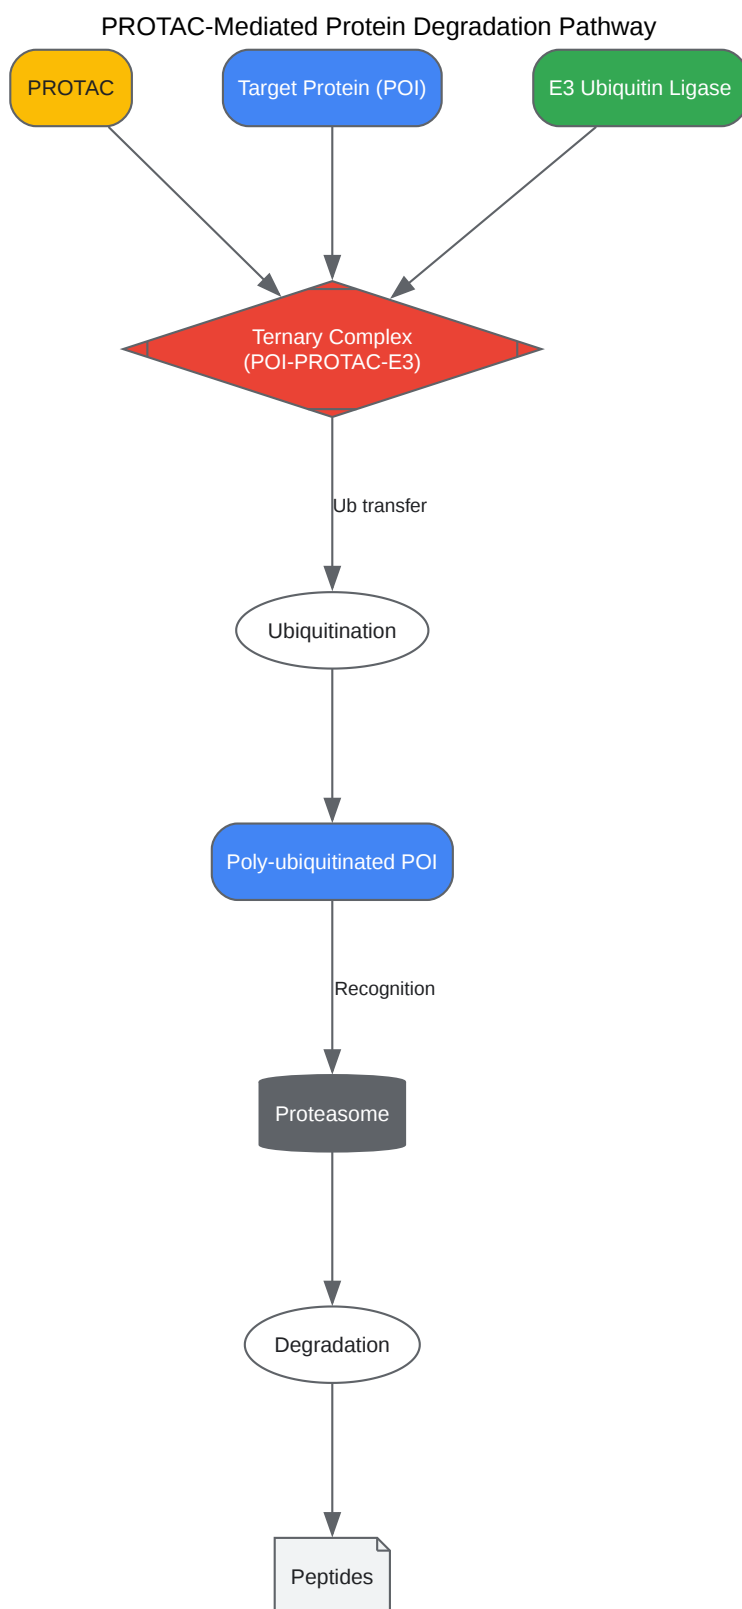 PROTAC-Mediated Protein Degradation Pathway
PROTAC
Target Protein (POI)
E3 Ubiquitin Ligase
Ternary Complex
(POI-PROTAC-E3)
Ub transfer
Ubiquitination
Poly-ubiquitinated POI
Recognition
Proteasome
Degradation
Peptides